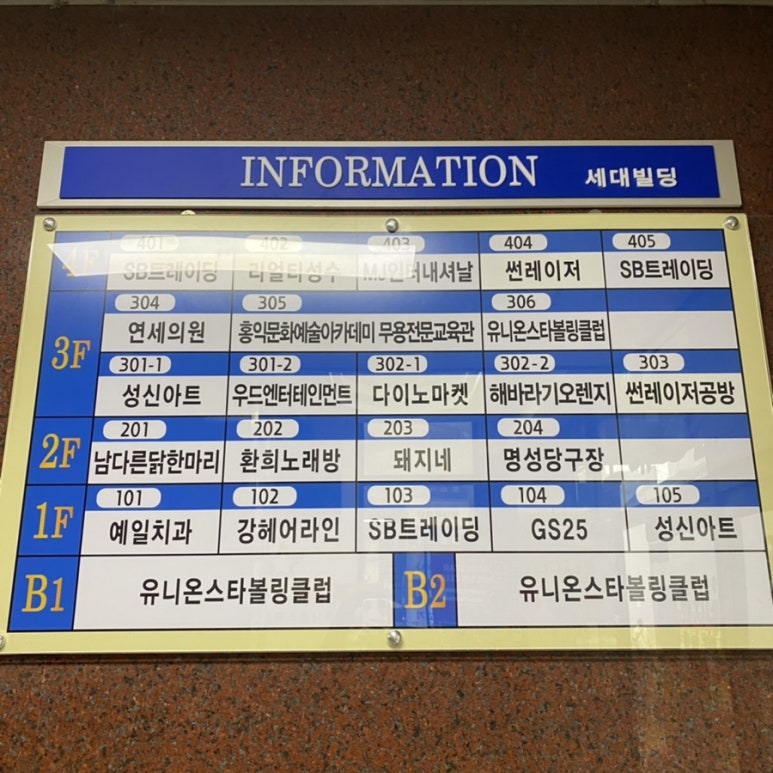 INFORMATION 세대빌딩
4F 401 402 403 404 405
SB트레이딩 리얼티성수 MJ인터내셔날 썬레이저 SB트레이딩
3F 304 305 306
연세의원 홍익문화예술아카데미 무용전문교육관 유니온스타볼링클럽
301-1 301-2 302-1 302-2 303
성신아트 우드엔터테인먼트 다이노마켓 해바라기오렌지 썬레이저공방
2F 201 202 203 204
남다른닭한마리 환희노래방 돼지네 명성당구장
1F 101 102 103 104 105
예일치과 강헤어라인 SB트레이딩 GS25 성신아트
B1 유니온스타볼링클럽 B2 유니온스타볼링클럽